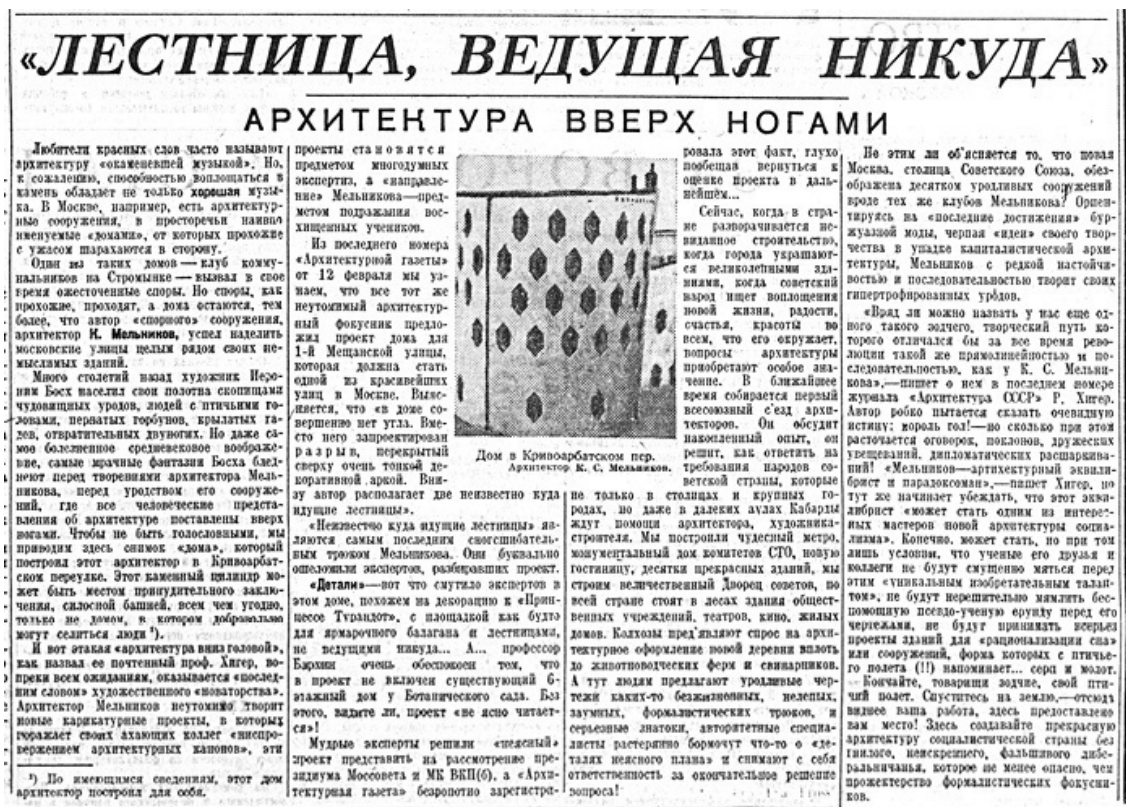 «ЛЕСТНИЦА, ВЕДУЩАЯ НИКУДА»
АРХИТЕКТУРА ВВЕРХ НОГАМИ
Любители красных слов часто называют
архитектуру «окаменевшей музыкой». Но,
к сожалению, способностью воплощаться в
камень обладает не только хорошая музы-
ка. В Москве, например, есть архитектур-
ные сооружения, в просторечьи наивно
именуемые «домами», от которых прохожие
с ужасом шарахаются в сторону.
Один из таких домов — клуб комму-
нальников на Стромынке — вызвал в свое
время ожесточенные споры. Но споры, как
прохожие, проходят, а дома остаются, тем
более, что автор «спорного» сооружения,
архитектор К. Мельников, успел наделить
московские улицы целым рядом своих не-
мыслимых зданий.
Много столетий назад художник Иеро-
ним Босх населил свои полотна скопищами
чудовищных уродов, людей с птичьими го-
ловами, пернатых горбунов, крылатых га-
дов, отвратительных двуногих. Но даже са-
мое болезненное средневековое воображе-
ние, самые мрачные фантазии Босха блед-
неют перед творениями архитектора Мель-
никова, перед уродством его сооруже-
ний, где все человеческие представ-
ления об архитектуре поставлены вверх
ногами. Чтобы не быть голословными, мы
приводим здесь снимок «дома», который
построил этот архитектор в Кривоарбат-
ском переулке. Этот каменный цилиндр мо-
жет быть местом принудительного заклю-
чения, силосной башней, всем чем угодно,
только не домом, в котором добровольно
могут селиться люди ¹).
И вот этакая «архитектура вниз головой»,
как назвал ее почтенный проф. Хигер, во-
преки всем ожиданиям, оказывается «послед-
ним словом» художественного «новаторства».
Архитектор Мельников неутомимо творит
новые карикатурные проекты, в которых
поражает своих ахающих коллег «ниспро-
вержением архитектурных канонов», эти
¹) По имеющимся сведениям, этот дом
архитектор построил для себя.
проекты становятся
предметом многодумных
экспертиз, а «направле-
ние» Мельникова—пред-
метом подражания вос-
хищенных учеников.
Из последнего номера
«Архитектурной газеты»
от 12 февраля мы уз-
наем, что все тот же
неутомимый архитектур-
ный фокусник предло-
жил проект дома для
1-й Мещанской улицы,
которая должна стать
одной из красивейших
улиц в Москве. Выяс-
няется, что «в доме со-
вершенно нет угла. Вме-
сто него запроектирован
разрыв, перекрытый
сверху очень тонкой де-
коративной аркой. Вни-
зу автор располагает две неизвестно куда
идущие лестницы».
«Неизвестно куда идущие лестницы» яв-
ляются самым последним сногсшибатель-
ным трюком Мельникова. Они буквально
ошеломили экспертов, разбиравших проект.
«Детали»—вот что смутило экспертов в
этом доме, похожем на декорацию к «Прин-
цессе Турандот», с площадкой как будто
для ярмарочного балагана и лестницами,
не ведущими никуда... А... профессор
Бархин очень обеспокоен тем, что
в проект не включен существующий 6-
этажный дом у Ботанического сада. Без
этого, видите ли, проект «не ясно читает-
ся»!
Мудрые эксперты решили «неясный»
проект представить на рассмотрение пре-
зидиума Моссовета и МК ВКП(б), а «Архи-
тектурная газета» безропотно зарегистри-
Дом в Кривоарбатском пер.
Архитектор К. С. Мельников.
ровала этот факт, глухо
пообещав вернуться к
оценке проекта в даль-
нейшем...
Сейчас, когда в стра-
не разворачивается не-
виданное строительство,
когда города украшают-
ся великолепными зда-
ниями, когда советский
народ ищет воплощения
новой жизни, радости,
счастья, красоты во
всем, что его окружает,
вопросы архитектуры
приобретают особое зна-
чение. В ближайшее
время собирается первый
всесоюзный с'езд архи-
текторов. Он обсудит
накопленный опыт, он
решит, как ответить на
требования народов со-
ветской страны, которые
не только в столицах и крупных го-
родах, но даже в далеких аулах Кабарды
ждут помощи архитектора, художника-
строителя. Мы построили чудесный метро,
монументальный дом комитетов СТО, новую
гостиницу, десятки прекрасных зданий, мы
строим величественный Дворец советов, по
всей стране стоят в лесах здания общест-
венных учреждений, театров, кино, жилых
домов. Колхозы пред'являют спрос на архи-
тектурное оформление новой деревни вплоть
до животноводческих ферм и свинарников.
А тут людям предлагают уродливые чер-
тежи каких-то безжизненных, нелепых,
заумных, формалистических трюков, и
серьезные знатоки, авторитетные специа-
листы растерянно бормочут что-то о «де-
талях неясного плана» и снимают с себя
ответственность за окончательное решение
вопроса!
Не этим ли об'ясняется то, что новая
Москва, столица Советского Союза, обез-
ображена десятком уродливых сооружений
вроде тех же клубов Мельникова? Ориен-
тируясь на «последние достижения» бур-
жуазной моды, черпая «идеи» своего твор-
чества в упадке капиталистической архи-
тектуры, Мельников с редкой настойчи-
востью и последовательностью творит своих
гипертрофированных уродов.
«Вряд ли можно назвать у нас еще од-
ного такого зодчего, творческий путь ко-
торого отличался бы за все время рево-
люции такой же прямолинейностью и по-
следовательностью, как у К. С. Мельни-
кова»,—пишет о нем в последнем номере
журнала «Архитектура СССР» Р. Хигер.
Автор робко пытается сказать очевидную
истину: король гол!—но сколько при этом
расточается оговорок, поклонов, дружеских
увещеваний, дипломатических расшаркива-
ний! «Мельников—артихектурный эквили-
брист и парадоксоман»,—пишет Хигер, но
тут же начинает убеждать, что этот экви-
либрист «может стать одним из интерес-
ных мастеров новой архитектуры социа-
лизма». Конечно, может стать, но при том
лишь условии, что ученые его друзья и
коллеги не будут смущенно мяться перед
этим «уникальным изобретательным талан-
том», не будут нерешительно мямлить бес-
помощную псевдо-ученую ерунду перед его
чертежами, не будут принимать всерьез
проекты зданий для «рационализации сна»
или сооружений, форма которых с птичье-
го полета (!!) напоминает... серп и молот.
Кончайте, товарищи зодчие, свой пти-
чий полет. Спуститесь на землю,—отсюда
виднее ваша работа, здесь предоставлено
вам место! Здесь создавайте прекрасную
архитектуру социалистической страны без
гнилого, неискреннего, фальшивого либе-
ральничанья, которое не менее опасно, чем
прожектерство формалистических фокусни-
ков.